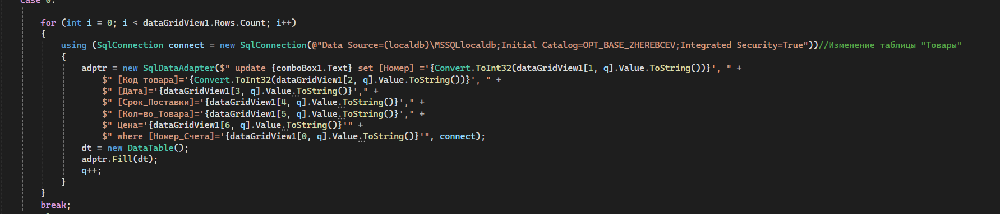 case 0:
for (int i = 0; i < dataGridView1.Rows.Count; i++)
{
using (SqlConnection connect = new SqlConnection(@"Data Source=(localdb)\MSSQLlocaldb;Initial Catalog=OPT_BASE_ZHEREBCEV;Integrated Security=True"))//Изменение таблицы "Товары"
{
adptr = new SqlDataAdapter($" update {comboBox1.Text} set [Номер] ='{Convert.ToInt32(dataGridView1[1, q].Value.ToString())}', " +
$" [Код товара]='{Convert.ToInt32(dataGridView1[2, q].Value.ToString())}', " +
$" [Дата]='{dataGridView1[3, q].Value.ToString()}'," +
$" [Срок_Поставки]='{dataGridView1[4, q].Value.ToString()}'," +
$" [Кол-во_Товара]='{dataGridView1[5, q].Value.ToString()}'," +
$" Цена='{dataGridView1[6, q].Value.ToString()}'" +
$" where [Номер_Счета]='{dataGridView1[0, q].Value.ToString()}'", connect);
dt = new DataTable();
adptr.Fill(dt);
q++;
}
}
break;